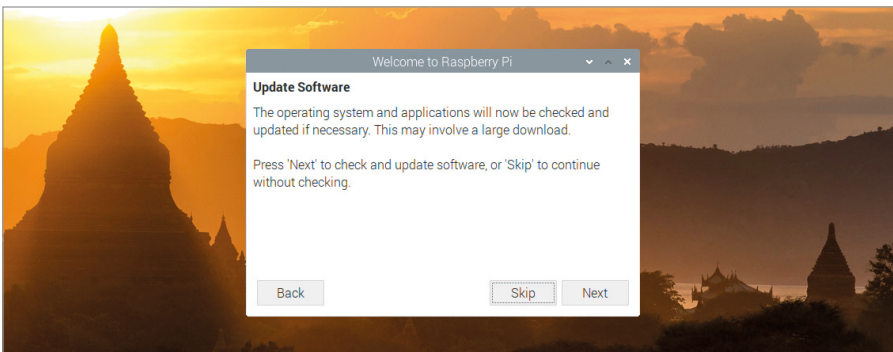 Welcome to Raspberry Pi
Update Software
The operating system and applications will now be checked and
updated if necessary. This may involve a large download.
Press 'Next' to check and update software, or 'Skip' to continue
without checking.
Back Skip Next